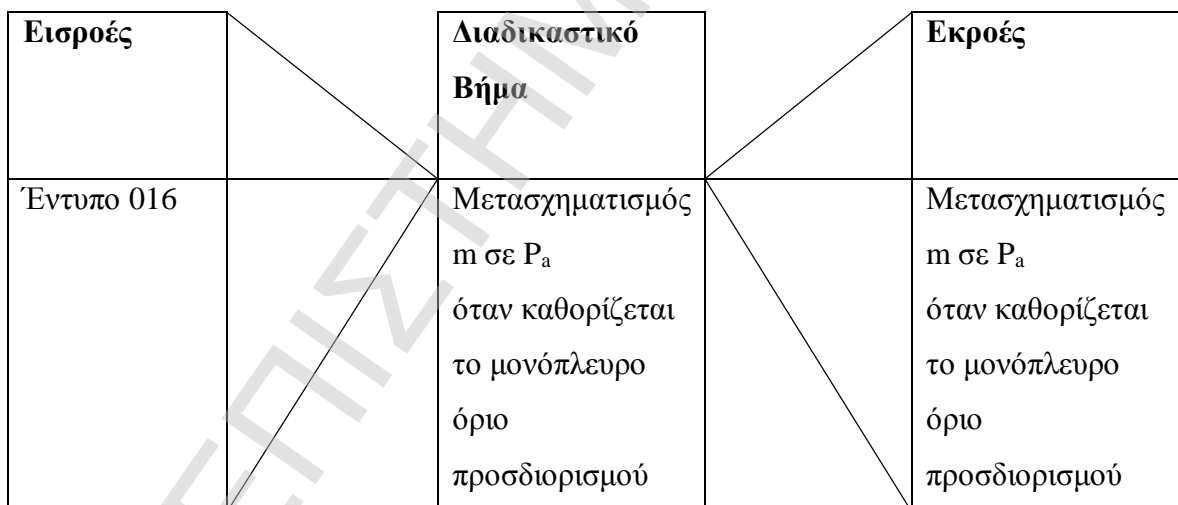 Εισροές
Διαδικαστικό
Βήμα
Εκροές
Έντυπο 016
Μετασχηματισμός
m σε Pa
όταν καθορίζεται
το μονόπλευρο
όριο
προσδιορισμού
Μετασχηματισμός
m σε Pa
όταν καθορίζεται
το μονόπλευρο
όριο
προσδιορισμού